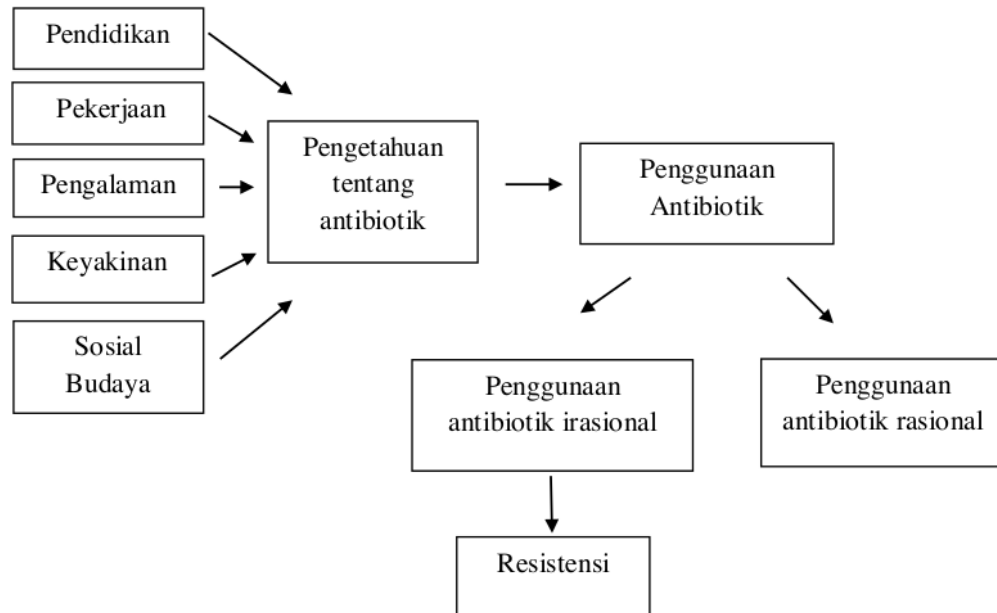 Pendidikan
Pekerjaan
Pengalaman
Keyakinan
Sosial
Budaya
Pengetahuan
tentang
antibiotik
Penggunaan
Antibiotik
Penggunaan
antibiotik irasional
Penggunaan
antibiotik rasional
Resistensi